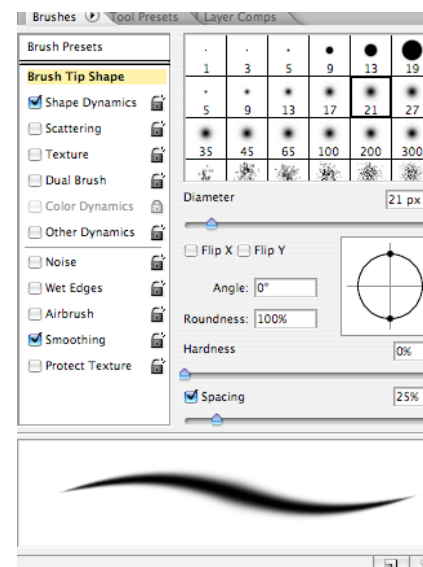 Brushes Tool Presets Layer Comps
Brush Presets
Brush Tip Shape
Shape Dynamics
Scattering
Texture
Dual Brush
Color Dynamics
Other Dynamics
Noise
Wet Edges
Airbrush
Smoothing
Protect Texture
1 3 5 9 13 19
5 9 13 17 21 27
35 45 65 100 200 300
Diameter 21 px
Flip X Flip Y
Angle: 0°
Roundness: 100%
Hardness 0%
Spacing 25%